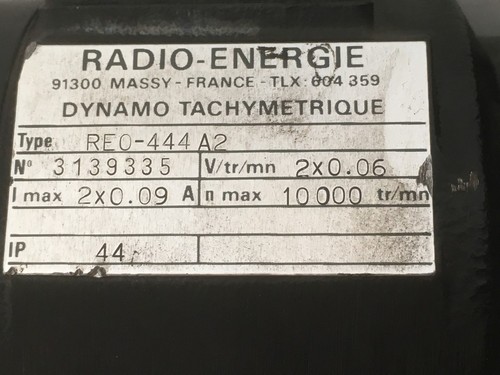 RADIO-ENERGIE
91300 MASSY - FRANCE - TLX: 604 359
DYNAMO TACHYMETRIQUE
Type REO-444 A2
N° 3139335 V/tr/mn 2X0.06
I max 2X0.09 A n max 10000 tr/mn
IP 44